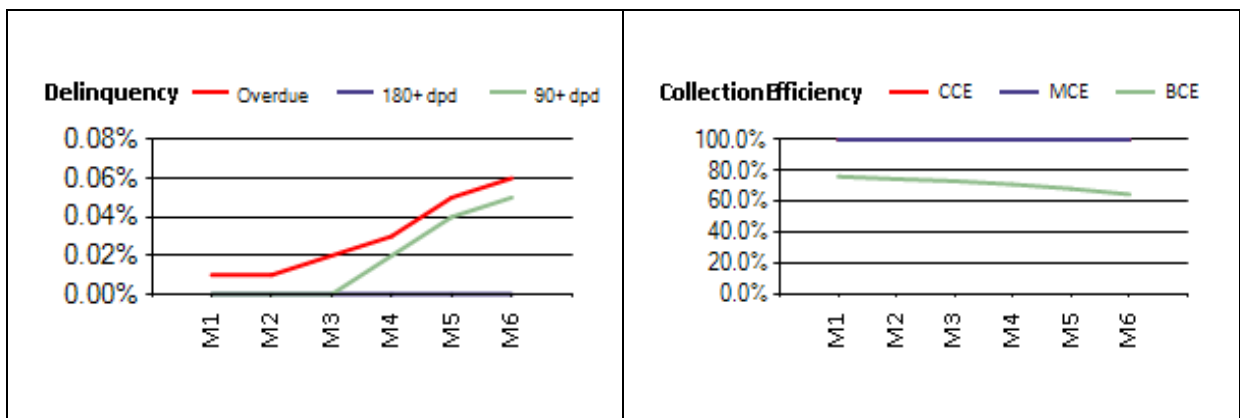 Delinquency Overdue 180+ dpd 90+ dpd
0.08%
0.06%
0.04%
0.02%
0.00%
M1 M2 M3 M4 M5 M6
Collection Efficiency CCE MCE BCE
100.0%
80.0%
60.0%
40.0%
20.0%
0.0%
M1 M2 M3 M4 M5 M6